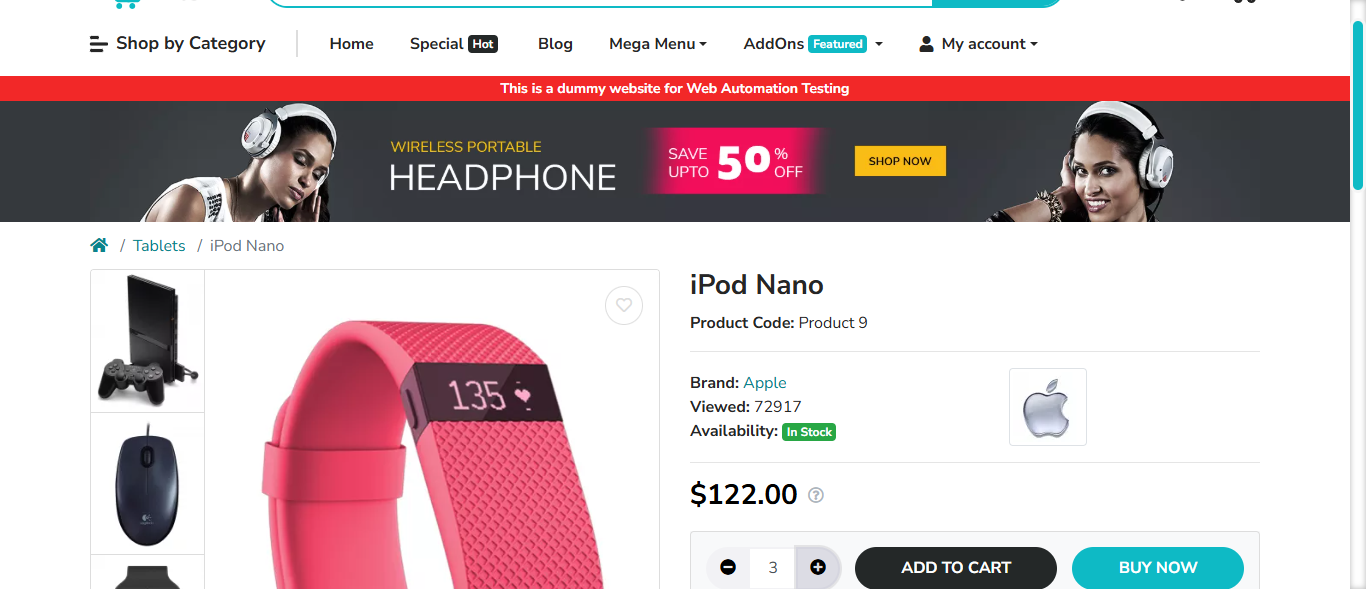 Shop by Category
Home
Special Hot
Blog
Mega Menu
AddOns Featured
My account
This is a dummy website for Web Automation Testing
WIRELESS PORTABLE
HEADPHONE
SAVE UPTO 50% OFF
SHOP NOW
/ Tablets / iPod Nano
135
iPod Nano
Product Code: Product 9
Brand: Apple
Viewed: 72917
Availability: In Stock
$122.00 ?
3
ADD TO CART
BUY NOW